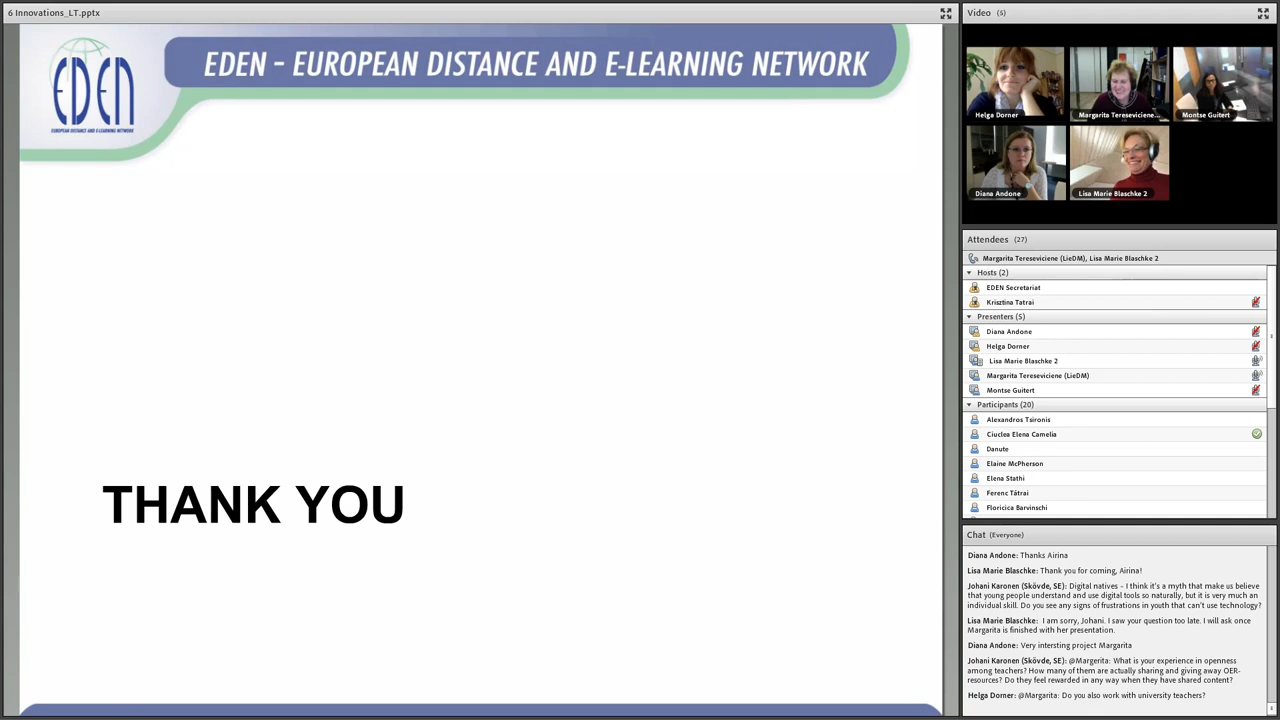 6 Innovations_LT.pptx
EDEN - EUROPEAN DISTANCE AND E-LEARNING NETWORK
EDEN
EUROPEAN DISTANCE AND E-LEARNING NETWORK
THANK YOU
Video (5)
Helga Dorner
Margarita Tereseviciene...
Montse Guitert
Diana Andone
Lisa Marie Blaschke 2
Attendees (27)
Margarita Tereseviciene (LieDM), Lisa Marie Blaschke 2
Hosts (2)
EDEN Secretariat
Krisztina Tatrai
Presenters (5)
Diana Andone
Helga Dorner
Lisa Marie Blaschke 2
Margarita Tereseviciene (LieDM)
Montse Guitert
Participants (20)
Alexandros Tsironis
Ciuclea Elena Camelia
Danute
Elaine McPherson
Elena Stathi
Ferenc Tátrai
Floricica Barvinschi
Chat (Everyone)
Diana Andone: Thanks Airina
Lisa Marie Blaschke: Thank you for coming, Airina!
Johani Karonen (Skövde, SE): Digital natives - I think it's a myth that make us believe
that young people understand and use digital tools so naturally, but it is very much an
individual skill. Do you see any signs of frustrations in youth that can't use technology?
Lisa Marie Blaschke: I am sorry, Johani. I saw your question too late. I will ask once
Margarita is finished with her presentation.
Diana Andone: Very intersting project Margarita
Johani Karonen (Skövde, SE): @Margerita: What is your experience in openness
among teachers? How many of them are actually sharing and giving away OER-
resources? Do they feel rewarded in any way when they have shared content?
Helga Dorner: @Margarita: Do you also work with university teachers?